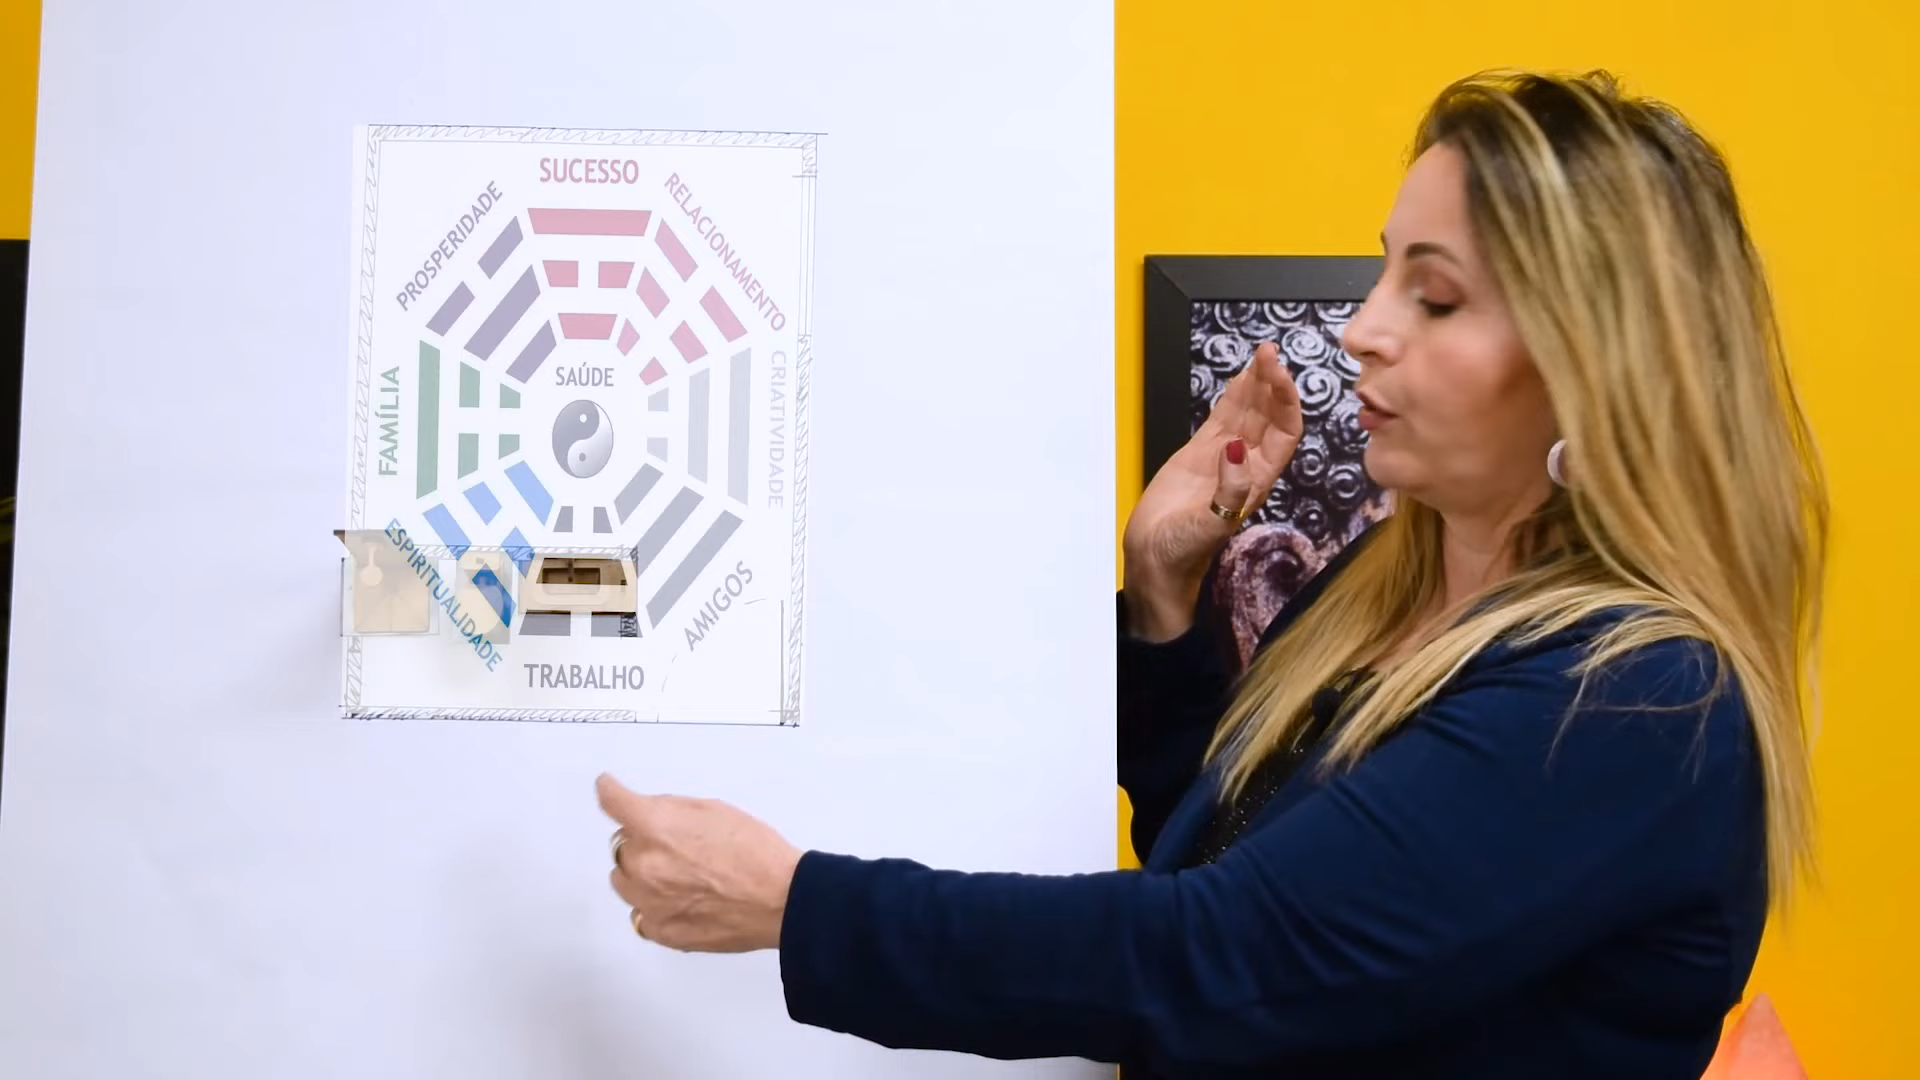 SUCESSO
PROSPERIDADE
RELACIONAMENTO
SAÚDE
FAMÍLIA
CRIATIVIDADE
ESPIRITUALIDADE
AMIGOS
TRABALHO